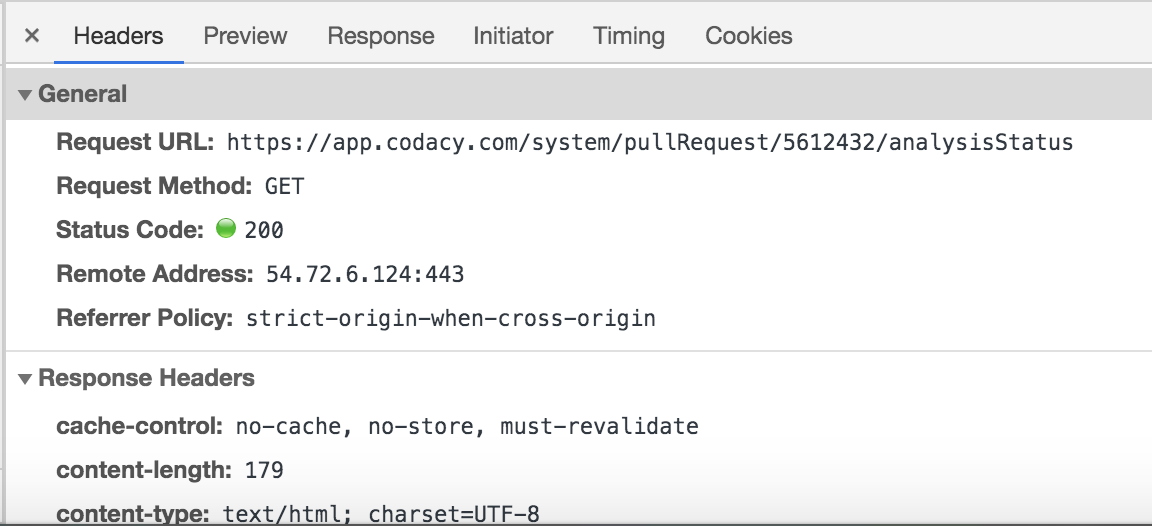 × Headers Preview Response Initiator Timing Cookies
▼ General
Request URL: https://app.codacy.com/system/pullRequest/5612432/analysisStatus
Request Method: GET
Status Code: 200
Remote Address: 54.72.6.124:443
Referrer Policy: strict-origin-when-cross-origin
▼ Response Headers
cache-control: no-cache, no-store, must-revalidate
content-length: 179
content-type: text/html; charset=UTF-8